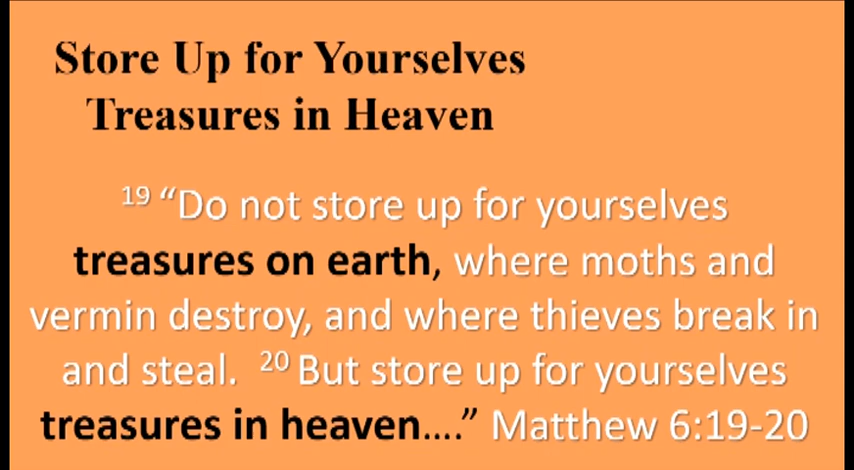 Store Up for Yourselves
Treasures in Heaven
19 “Do not store up for yourselves
treasures on earth, where moths and
vermin destroy, and where thieves break in
and steal. 20 But store up for yourselves
treasures in heaven....” Matthew 6:19-20